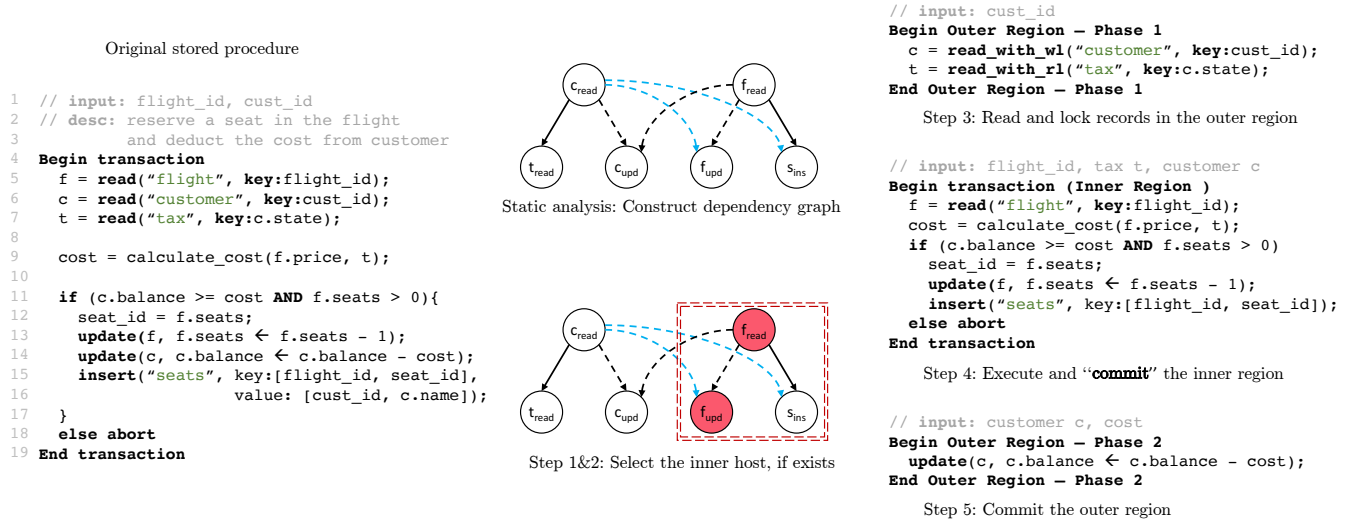 Original stored procedure
1 // input: flight_id, cust_id
2 // desc: reserve a seat in the flight
3 and deduct the cost from customer
4 Begin transaction
5 f = read(“flight”, key:flight_id);
6 c = read(“customer”, key:cust_id);
7 t = read(“tax”, key:c.state);
8
9 cost = calculate_cost(f.price, t);
10
11 if (c.balance >= cost AND f.seats > 0){
12 seat_id = f.seats;
13 update(f, f.seats ← f.seats - 1);
14 update(c, c.balance ← c.balance - cost);
15 insert(“seats”, key:[flight_id, seat_id],
16 value: [cust_id, c.name]);
17 }
18 else abort
19 End transaction
c_read f_read
t_read c_upd f_upd s_ins
Static analysis: Construct dependency graph
c_read f_read
t_read c_upd f_upd s_ins
Step 1&2: Select the inner host, if exists
// input: cust_id
Begin Outer Region – Phase 1
c = read_with_wl(“customer”, key:cust_id);
t = read_with_rl(“tax”, key:c.state);
End Outer Region – Phase 1
Step 3: Read and lock records in the outer region
// input: flight_id, tax t, customer c
Begin transaction (Inner Region )
f = read(“flight”, key:flight_id);
cost = calculate_cost(f.price, t);
if (c.balance >= cost AND f.seats > 0)
seat_id = f.seats;
update(f, f.seats ← f.seats - 1);
insert(“seats”, key:[flight_id, seat_id]);
else abort
End transaction
Step 4: Execute and “commit” the inner region
// input: customer c, cost
Begin Outer Region – Phase 2
update(c, c.balance ← c.balance - cost);
End Outer Region – Phase 2
Step 5: Commit the outer region